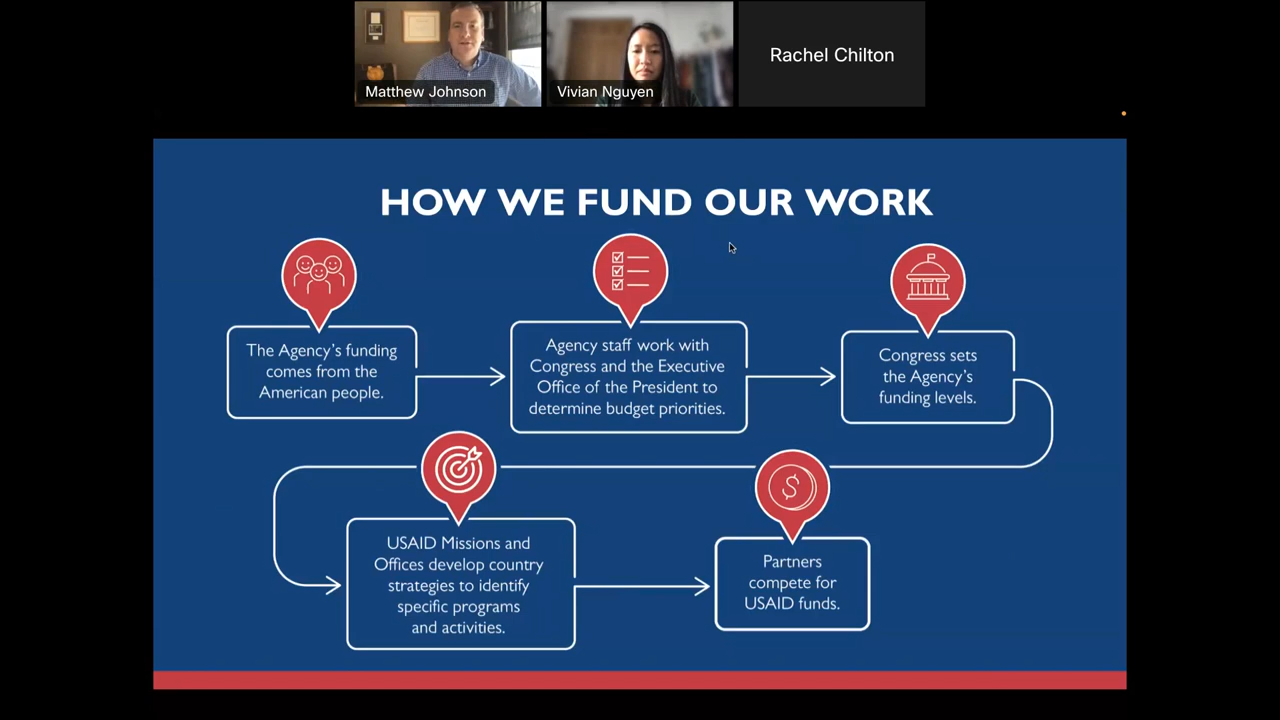 Matthew Johnson
Vivian Nguyen
Rachel Chilton
HOW WE FUND OUR WORK
The Agency’s funding
comes from the
American people.
Agency staff work with
Congress and the Executive
Office of the President to
determine budget priorities.
Congress sets
the Agency’s
funding levels.
$
USAID Missions and
Offices develop country
strategies to identify
specific programs
and activities.
Partners
compete for
USAID funds.